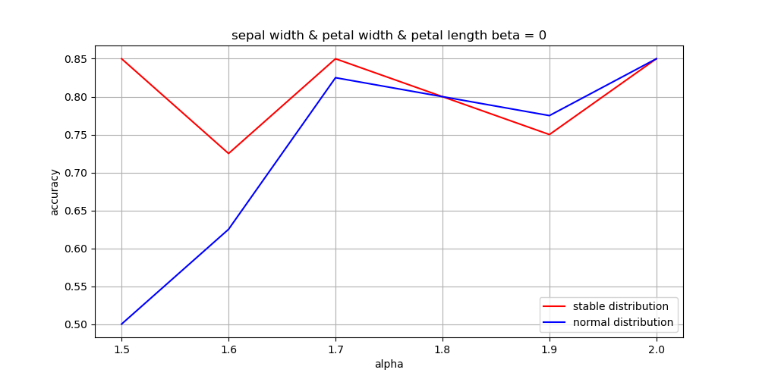 sepal width & petal width & petal length beta = 0
0.85
0.80
0.75
0.70
0.65
0.60
0.55
0.50
accuracy
stable distribution
normal distribution
1.5 1.6 1.7 1.8 1.9 2.0
alpha